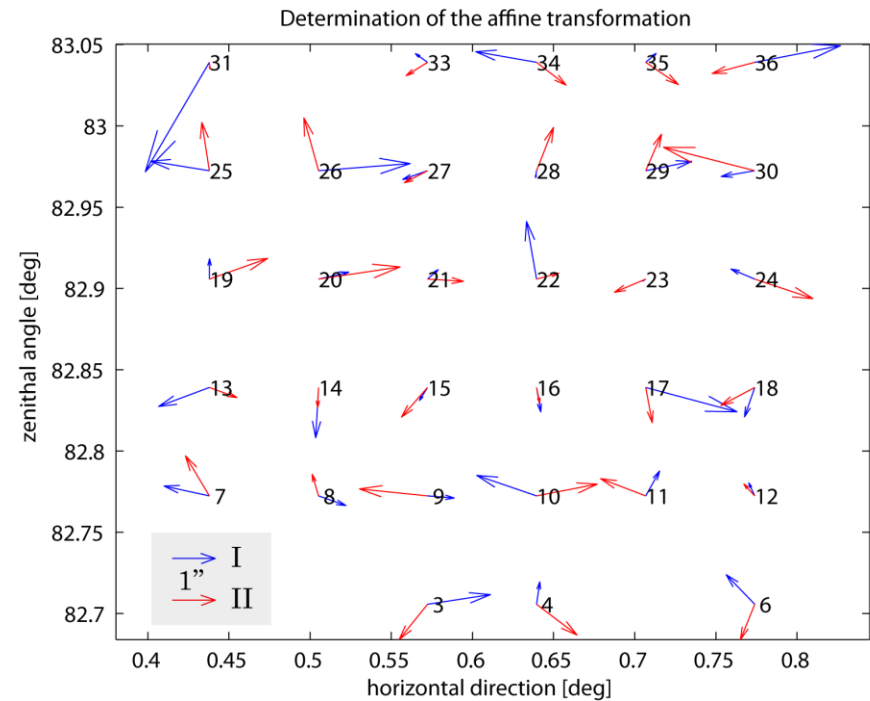 Determination of the affine transformation
83.05
83
82.95
82.9
82.85
82.8
82.75
82.7
zenithal angle [deg]
31 33 34 35 36
25 26 27 28 29 30
19 20 21 22 23 24
13 14 15 16 17 18
7 8 9 10 11 12
3 4 6
I
1”
II
0.4 0.45 0.5 0.55 0.6 0.65 0.7 0.75 0.8
horizontal direction [deg]